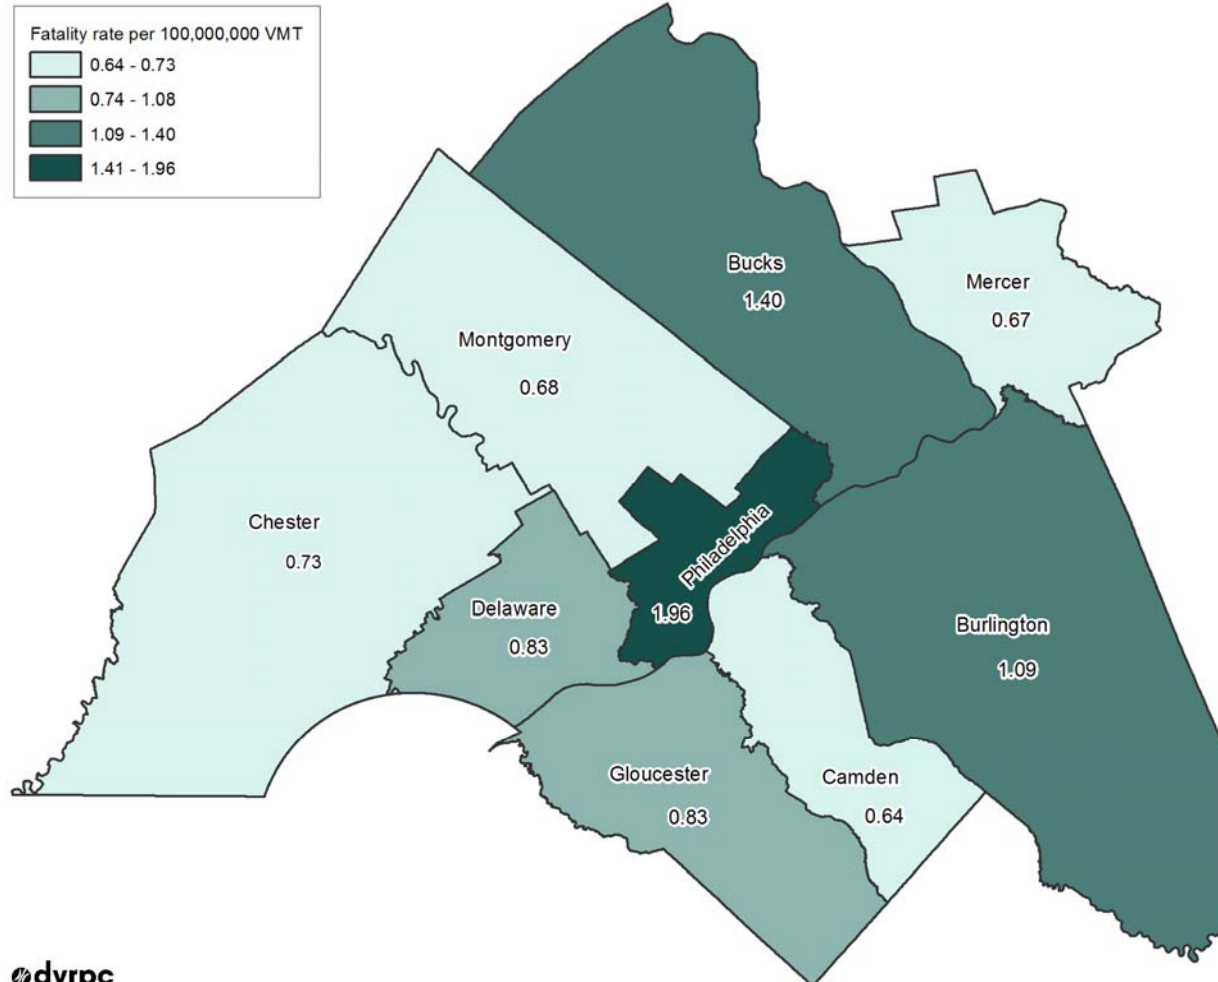 Fatality rate per 100,000,000 VMT
0.64 - 0.73
0.74 - 1.08
1.09 - 1.40
1.41 - 1.96
Bucks
1.40
Mercer
0.67
Montgomery
0.68
Chester
0.73
Philadelphia
1.96
Delaware
0.83
Burlington
1.09
Gloucester
0.83
Camden
0.64
dvrpc